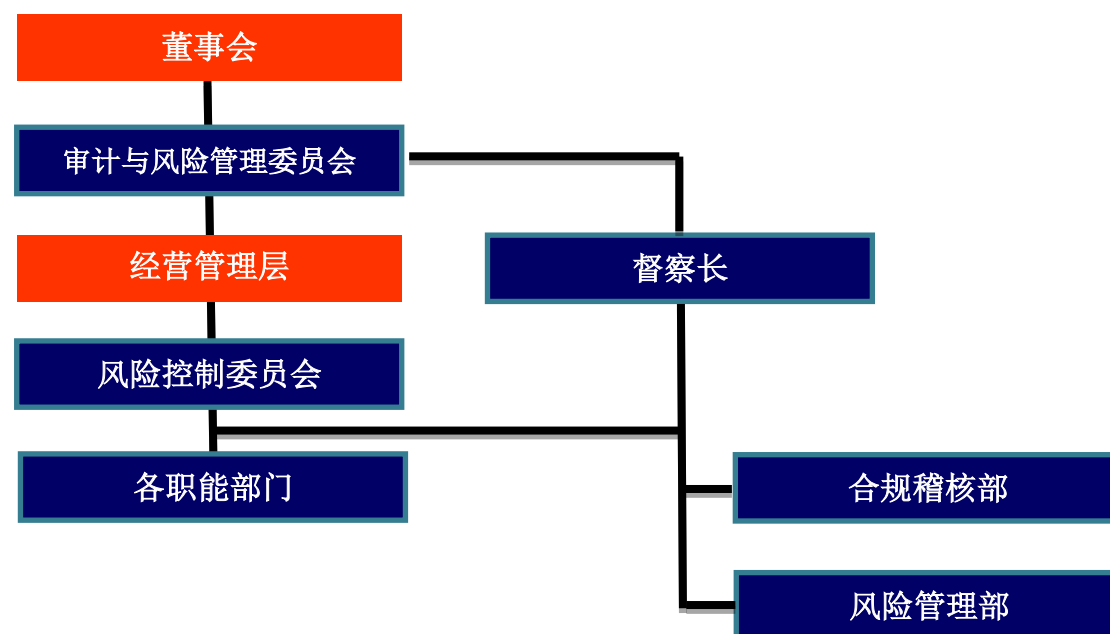 董事会
审计与风险管理委员会
经营管理层
督察长
风险控制委员会
各职能部门
合规稽核部
风险管理部